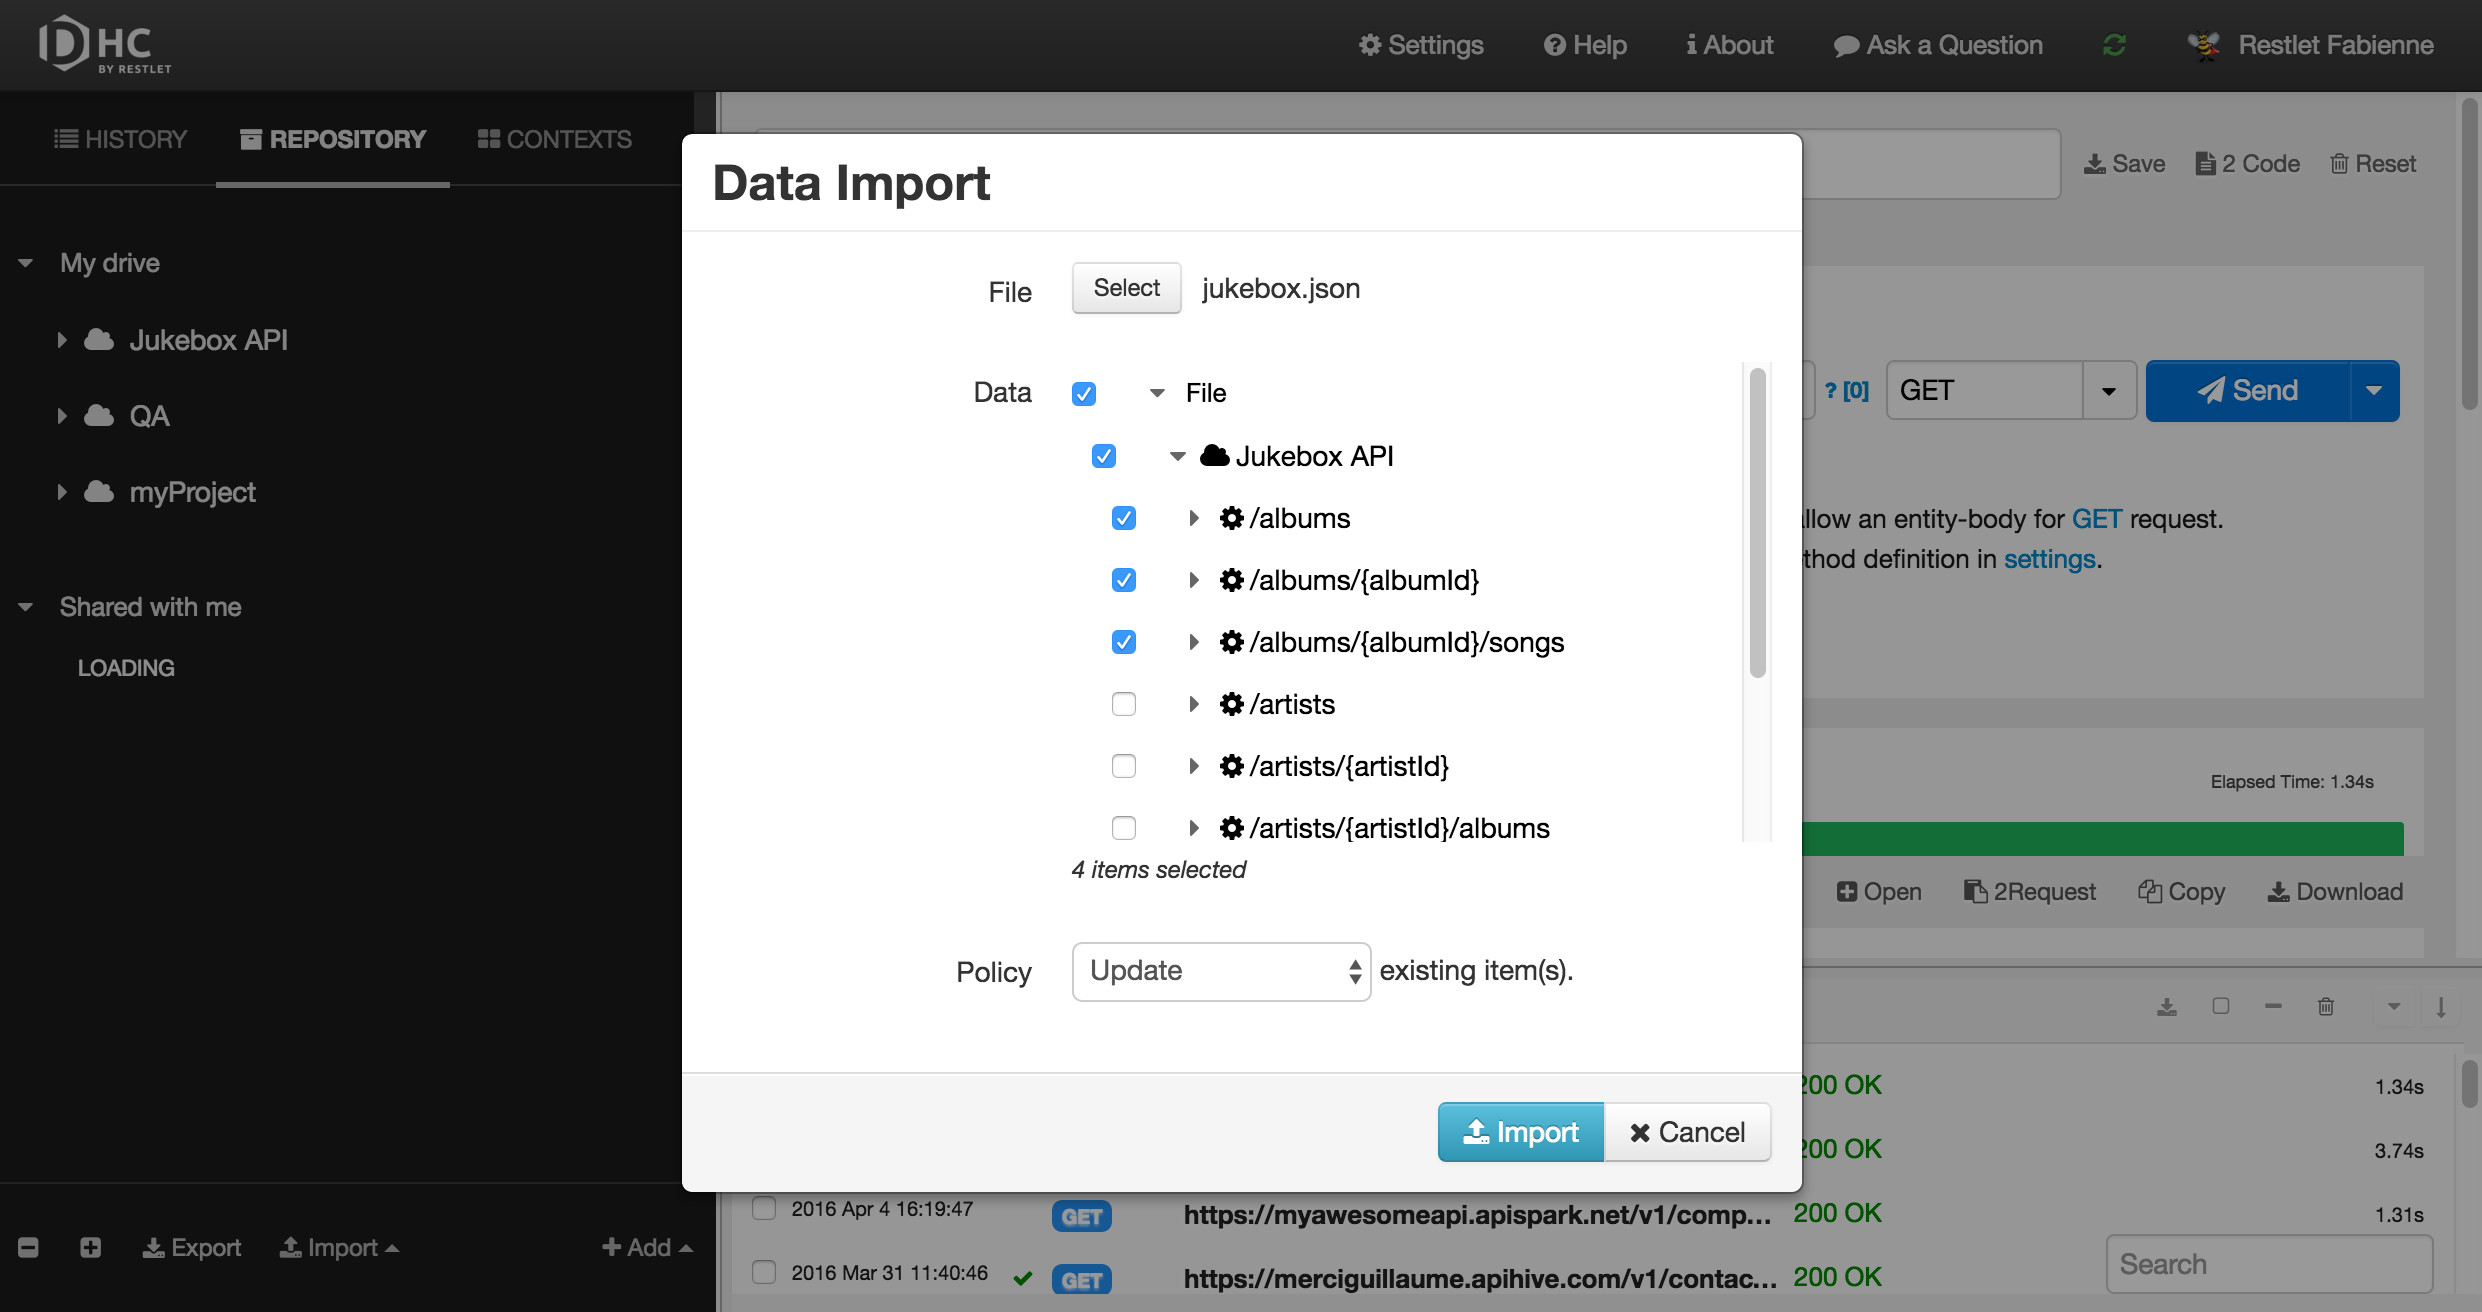 DHC
BY RESTLET
Settings
Help
About
Ask a Question
Restlet Fabienne
HISTORY
REPOSITORY
CONTEXTS
Save
2 Code
Reset
Data Import
My drive
File
Select
jukebox.json
Jukebox API
QA
myProject
Shared with me
LOADING
Data
File
Jukebox API
/albums
/albums/{albumId}
/albums/{albumId}/songs
/artists
/artists/{artistId}
/artists/{artistId}/albums
4 items selected
? [0]
GET
Send
allow an entity-body for GET request.
thod definition in settings.
Elapsed Time: 1.34s
Open
2Request
Copy
Download
Policy
Update
existing item(s).
Import
Cancel
200 OK
1.34s
200 OK
3.74s
2016 Apr 4 16:19:47
GET
https://myawesomeapi.apispark.net/v1/comp...
200 OK
1.31s
2016 Mar 31 11:40:46
GET
https://merciguillaume.apihive.com/v1/contac...
200 OK
Search
Export
Import
Add